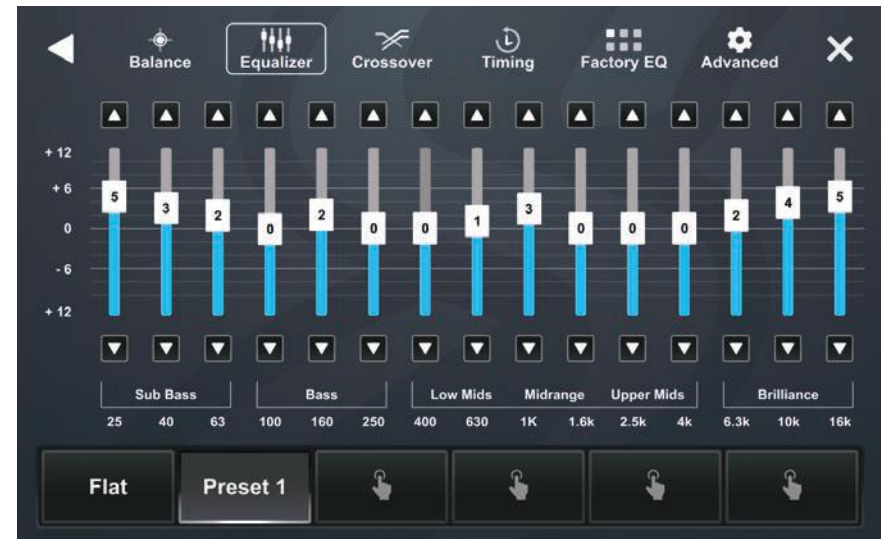 Balance Equalizer Crossover Timing Factory EQ Advanced
+ 12
+ 6
0
- 6
+ 12
5 3 2 0 2 0 0 1 3 0 0 0 2 4 5
Sub Bass Bass Low Mids Midrange Upper Mids Brilliance
25 40 63 100 160 250 400 630 1K 1.6k 2.5k 4k 6.3k 10k 16k
Flat Preset 1